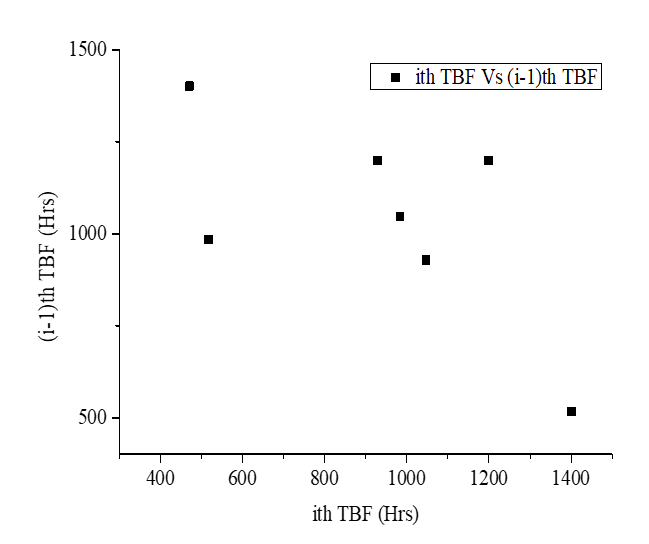 1500
ith TBF Vs (i-1)th TBF
1000
(i-1)th TBF (Hrs)
500
400 600 800 1000 1200 1400
ith TBF (Hrs)